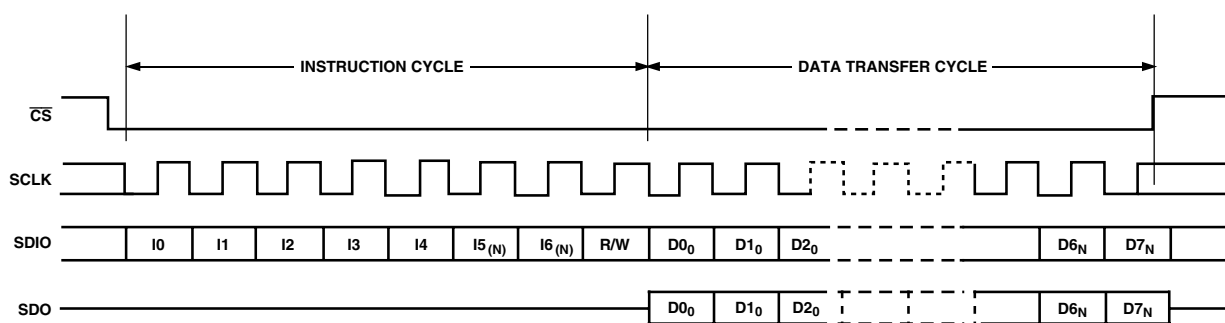 INSTRUCTION CYCLE DATA TRANSFER CYCLE
CS
SCLK
SDIO I0 I1 I2 I3 I4 I5(N) I6(N) R/W D00 D10 D20 D6N D7N
SDO D00 D10 D20 D6N D7N